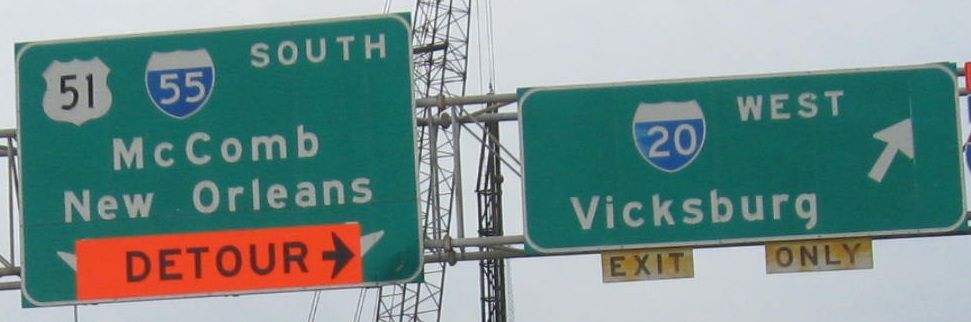 51 55 SOUTH
McComb
New Orleans
DETOUR
20 WEST
Vicksburg
EXIT ONLY